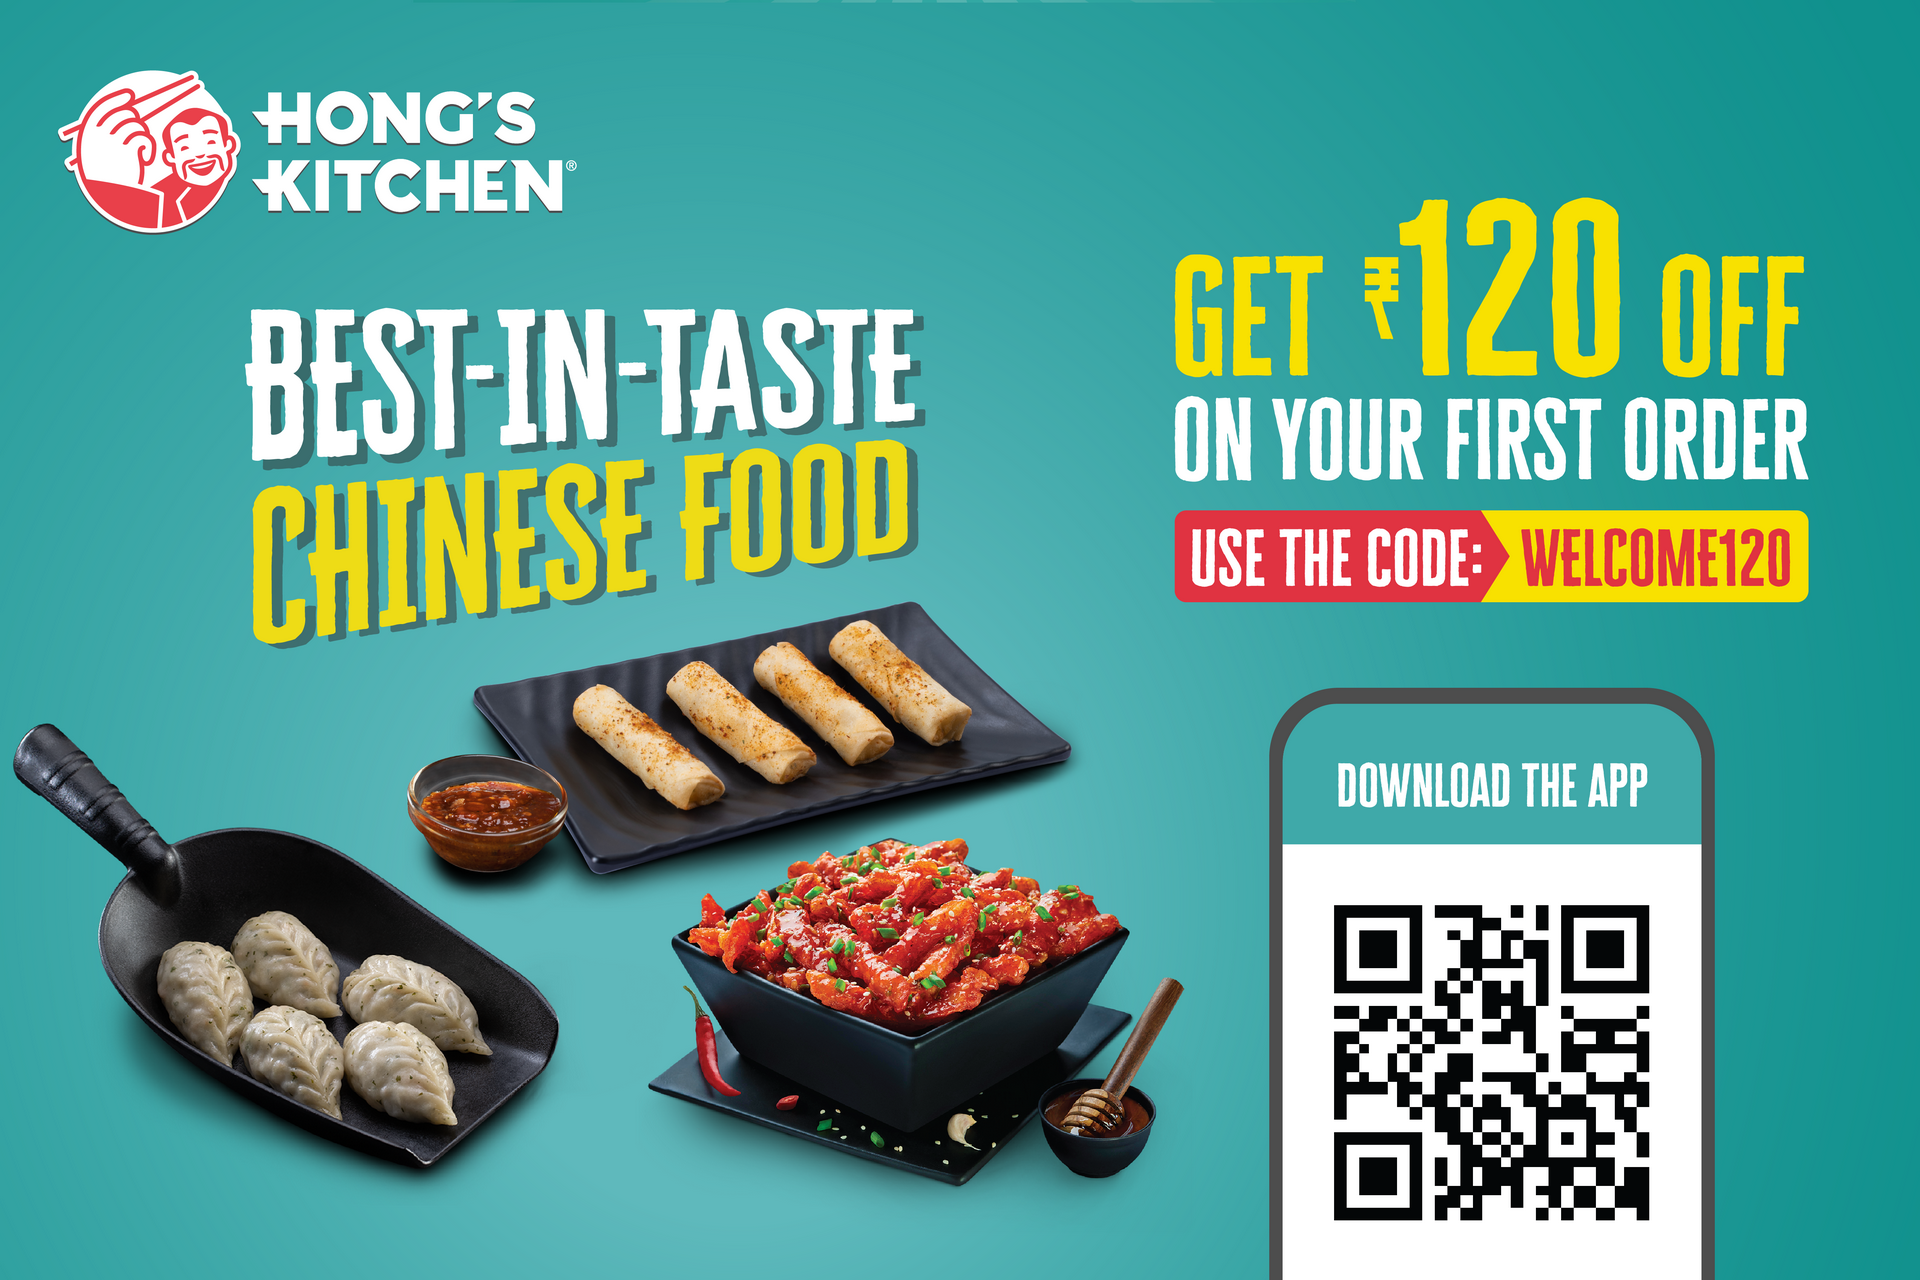 HONG'S
KITCHEN®
BEST-IN-TASTE
CHINESE FOOD
GET ₹120 OFF
ON YOUR FIRST ORDER
USE THE CODE: WELCOME120
DOWNLOAD THE APP